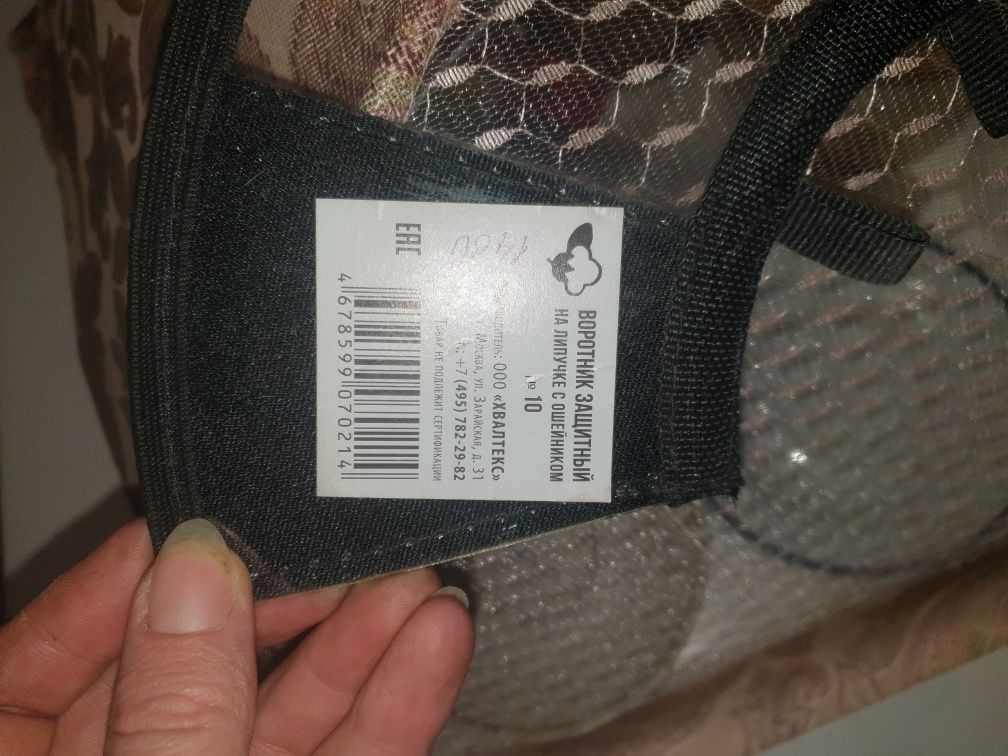 ВОРОТНИК ЗАЩИТНЫЙ
НА ЛИПУЧКЕ С ОШЕЙНИКОМ
№ 10
ООО «ХВАЛТЕКС»
МОСКВА, УЛ. ЗАРАЙСКАЯ, Д. 31
+7 (495) 782-29-82
ТОВАР НЕ ПОДЛЕЖИТ СЕРТИФИКАЦИИ
EAC
4 678599 070214